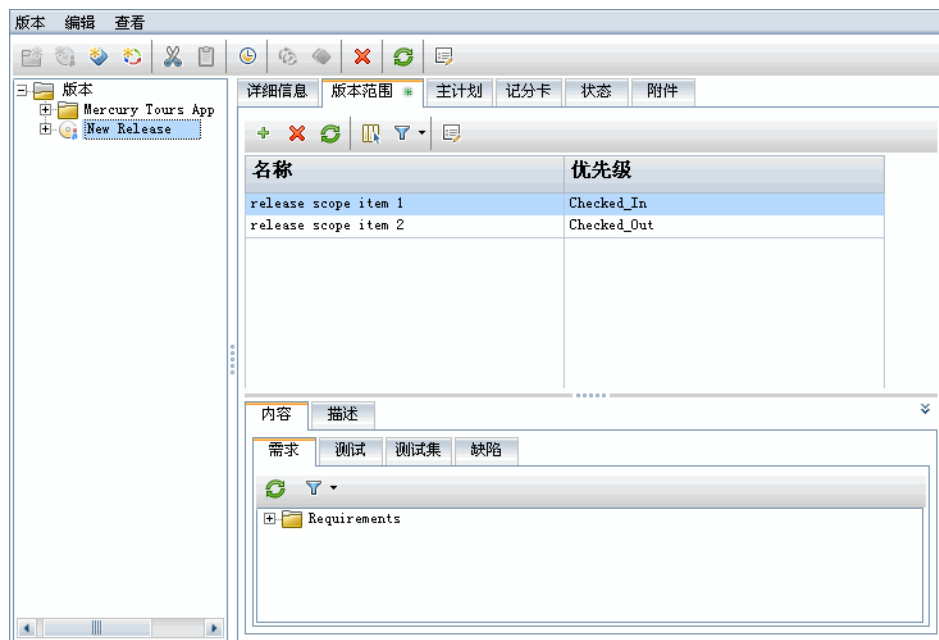 版本 编辑 查看
版本
Mercury Tours App
New Release
详细信息 版本范围 主计划 记分卡 状态 附件
名称 优先级
release scope item 1 Checked_In
release scope item 2 Checked_Out
内容 描述
需求 测试 测试集 缺陷
Requirements